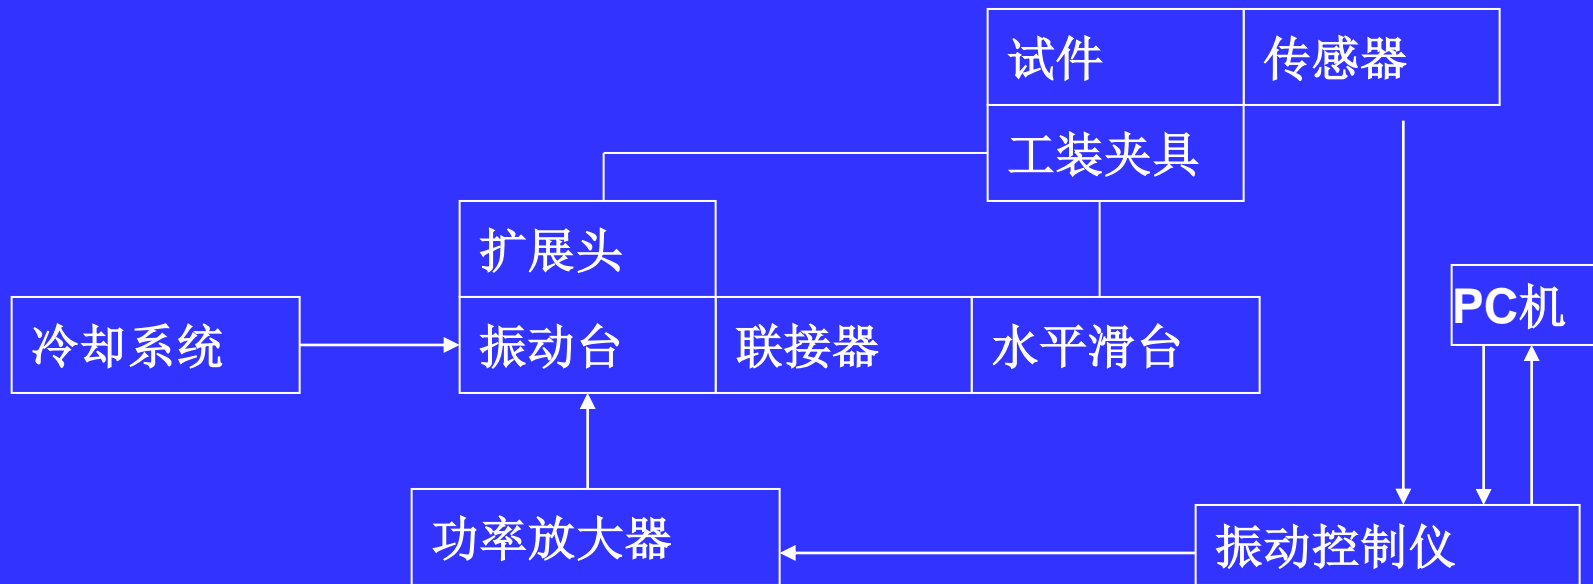 试件
传感器
工装夹具
扩展头
PC机
冷却系统
振动台
联接器
水平滑台
功率放大器
振动控制仪